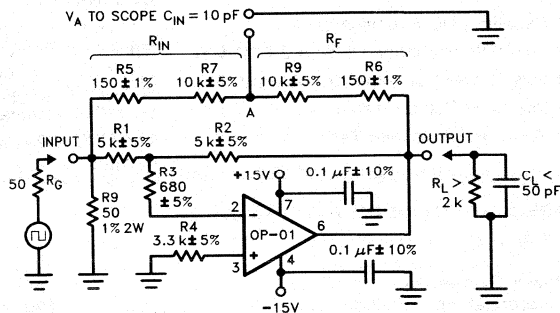 V_A TO SCOPE C_IN = 10 pF
R_IN
R_F
R5
150 ± 1%
R7
10 k ± 5%
R9
10 k ± 5%
R6
150 ± 1%
A
INPUT
R1
5 k ± 5%
R2
5 k ± 5%
OUTPUT
50
R_G
R3
680
± 5%
+15V
0.1 μF ± 10%
R9
50
1% 2W
R4
3.3 k ± 5%
2
−
7
OP-01
6
+
3
4
0.1 μF ± 10%
−15V
R_L >
2 k
C_L <
50 pF